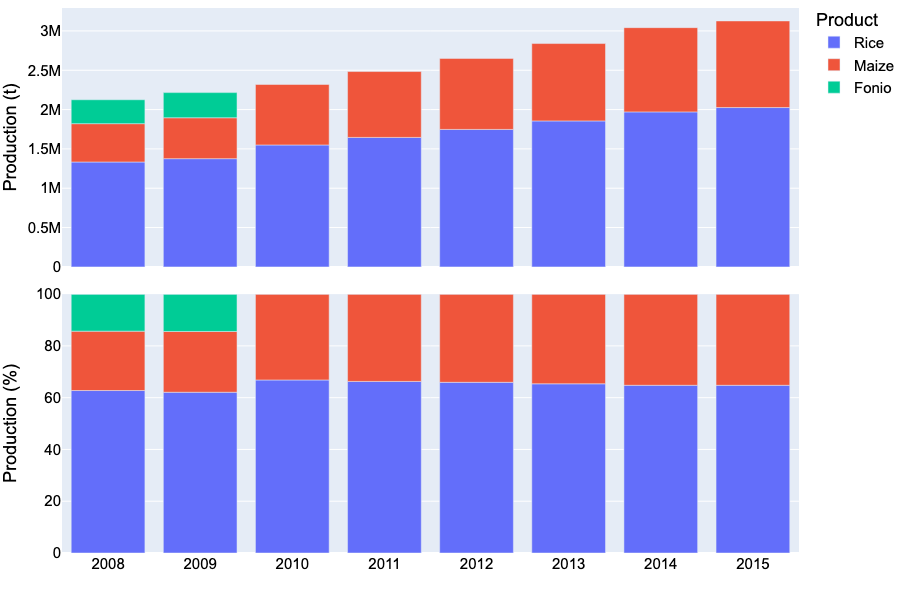 Production (t)
3M
2.5M
2M
1.5M
1M
0.5M
0
Product
Rice
Maize
Fonio
Production (%)
100
80
60
40
20
0
2008 2009 2010 2011 2012 2013 2014 2015